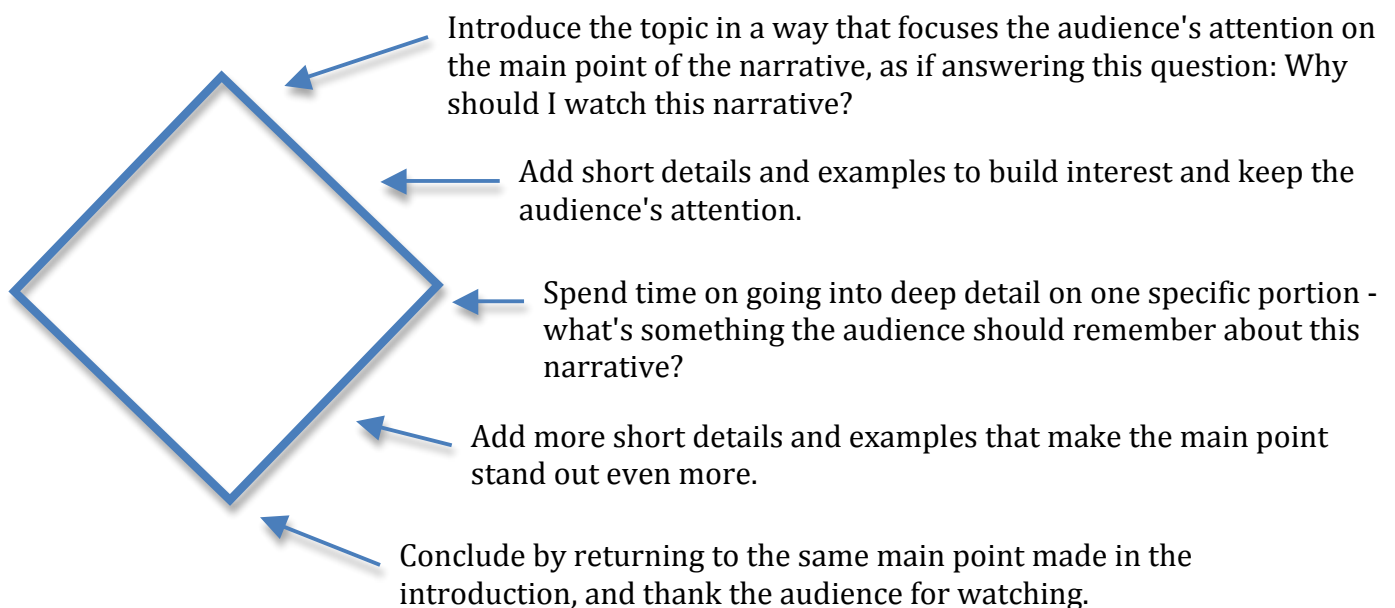 Introduce the topic in a way that focuses the audience's attention on
the main point of the narrative, as if answering this question: Why
should I watch this narrative?
Add short details and examples to build interest and keep the
audience's attention.
Spend time on going into deep detail on one specific portion -
what's something the audience should remember about this
narrative?
Add more short details and examples that make the main point
stand out even more.
Conclude by returning to the same main point made in the
introduction, and thank the audience for watching.